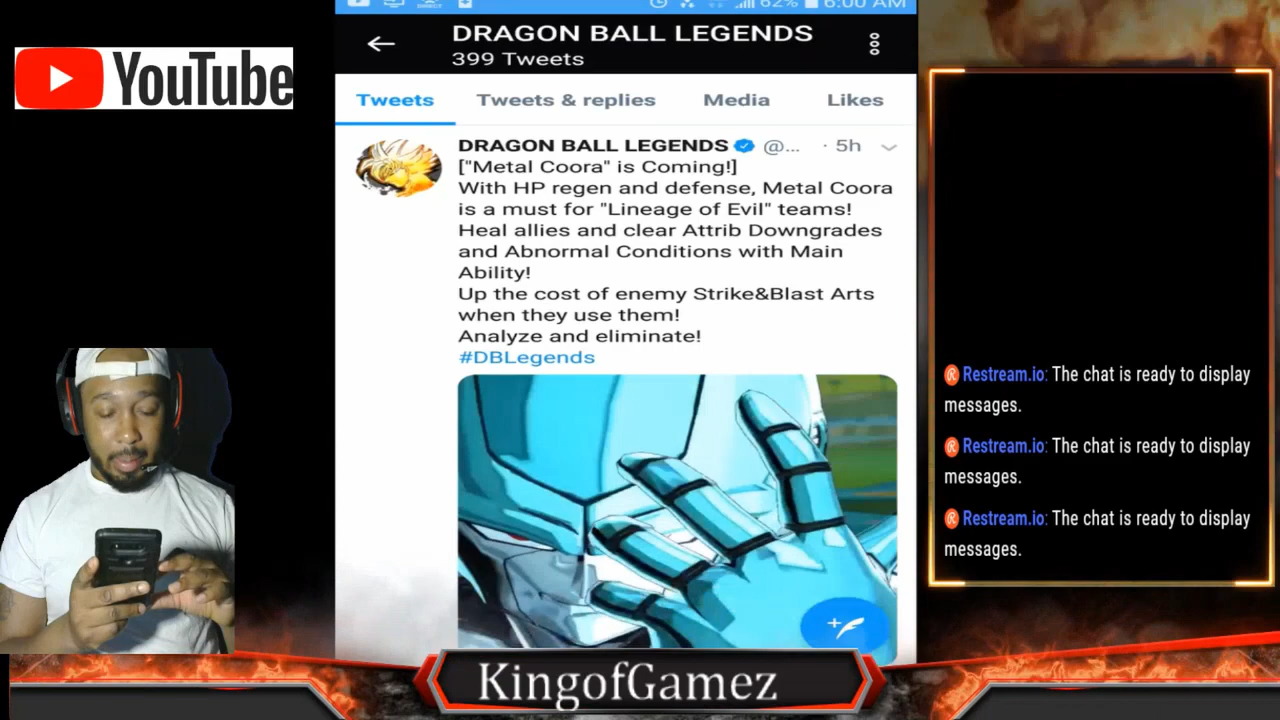 YouTube
62% 6:00 AM
DRAGON BALL LEGENDS
399 Tweets
Tweets Tweets & replies Media Likes
DRAGON BALL LEGENDS @... · 5h
["Metal Coora" is Coming!]
With HP regen and defense, Metal Coora
is a must for "Lineage of Evil" teams!
Heal allies and clear Attrib Downgrades
and Abnormal Conditions with Main
Ability!
Up the cost of enemy Strike&Blast Arts
when they use them!
Analyze and eliminate!
#DBLegends
Restream.io: The chat is ready to display
messages.
Restream.io: The chat is ready to display
messages.
Restream.io: The chat is ready to display
messages.
KingofGamez